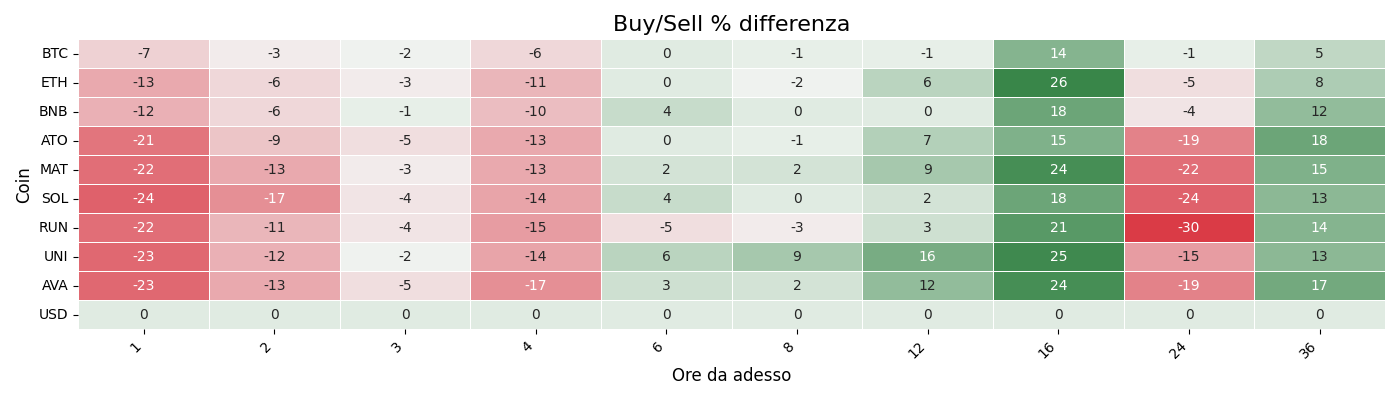 Buy/Sell % differenza
Coin
BTC -7 -3 -2 -6 0 -1 -1 14 -1 5
ETH -13 -6 -3 -11 0 -2 6 26 -5 8
BNB -12 -6 -1 -10 4 0 0 18 -4 12
ATO -21 -9 -5 -13 0 -1 7 15 -19 18
MAT -22 -13 -3 -13 2 2 9 24 -22 15
SOL -24 -17 -4 -14 4 0 2 18 -24 13
RUN -22 -11 -4 -15 -5 -3 3 21 -30 14
UNI -23 -12 -2 -14 6 9 16 25 -15 13
AVA -23 -13 -5 -17 3 2 12 24 -19 17
USD 0 0 0 0 0 0 0 0 0 0
1 2 3 4 6 8 12 16 24 36
Ore da adesso